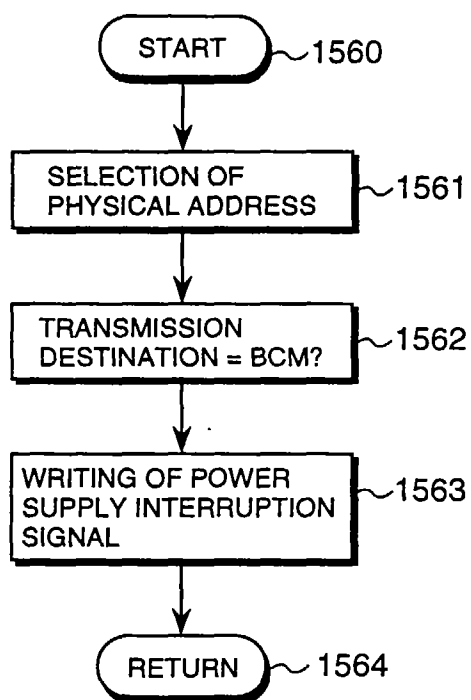 START
1560
SELECTION OF
PHYSICAL ADDRESS
1561
TRANSMISSION
DESTINATION = BCM?
1562
WRITING OF POWER
SUPPLY INTERRUPTION
SIGNAL
1563
RETURN
1564